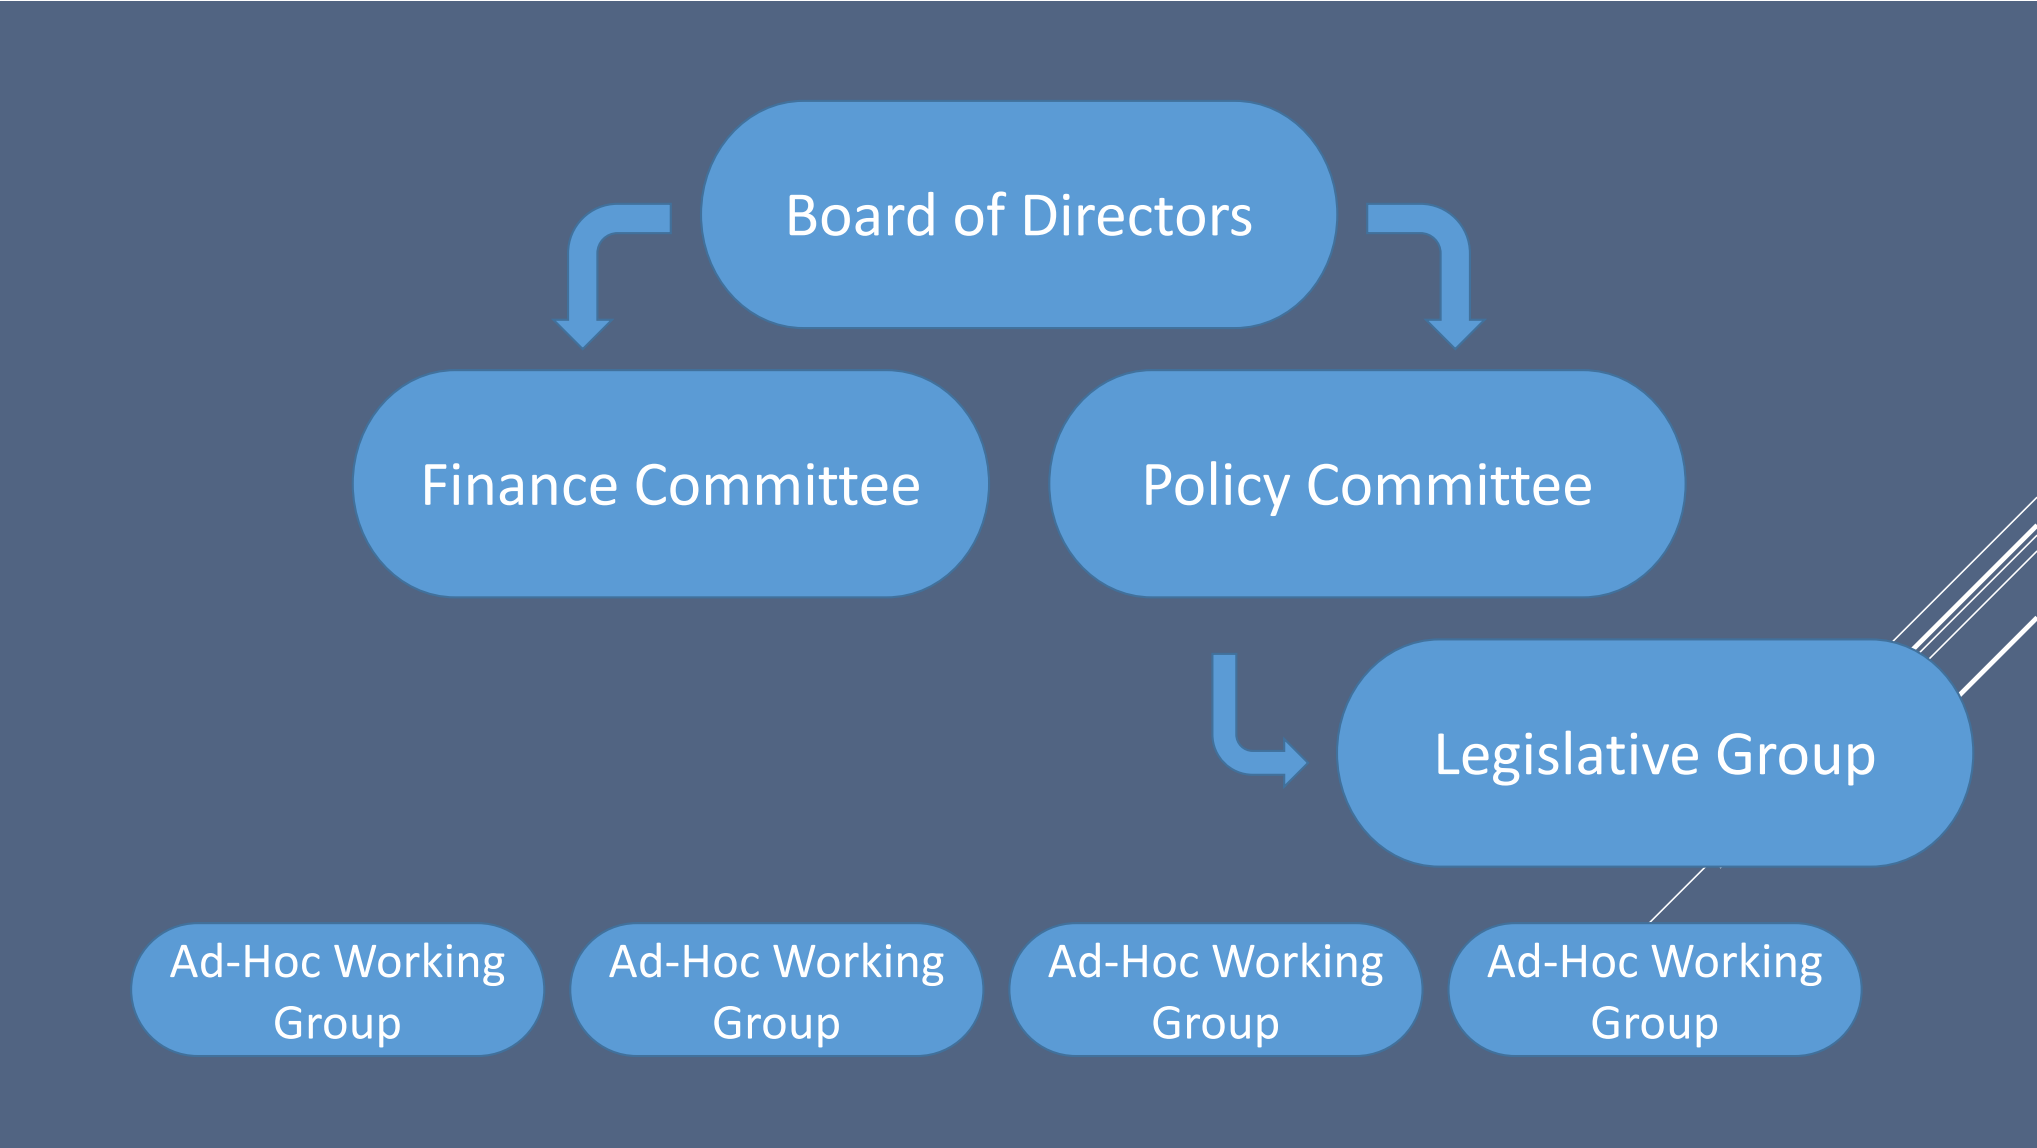 Board of Directors
Finance Committee
Policy Committee
Legislative Group
Ad-Hoc Working
Group
Ad-Hoc Working
Group
Ad-Hoc Working
Group
Ad-Hoc Working
Group